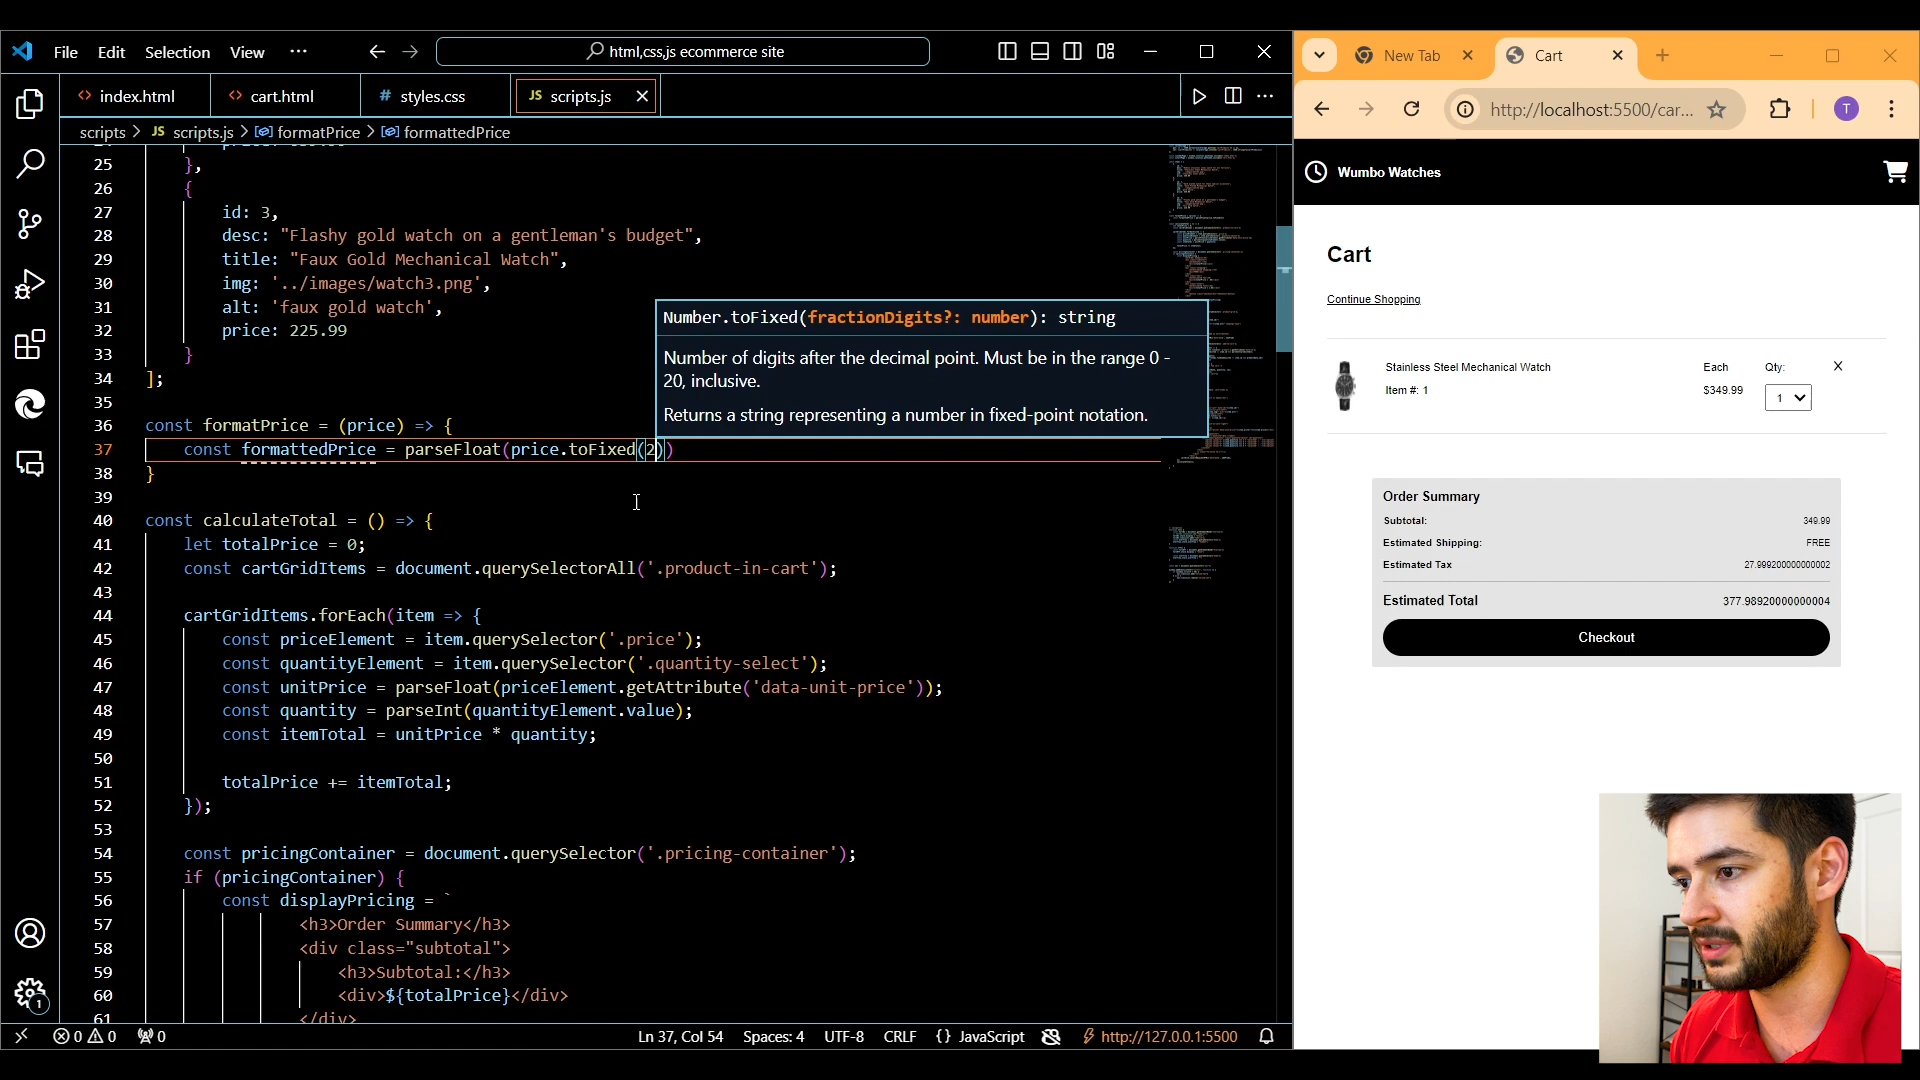 File Edit Selection View ···
html,css,js ecommerce site
index.html
cart.html
# styles.css
JS scripts.js
scripts > JS scripts.js > formatPrice > formattedPrice
25 },
26 {
27 id: 3,
28 desc: "Flashy gold watch on a gentleman's budget",
29 title: "Faux Gold Mechanical Watch",
30 img: '../images/watch3.png',
31 alt: 'faux gold watch',
32 price: 225.99
33 }
34 ];
35
36 const formatPrice = (price) => {
37 const formattedPrice = parseFloat(price.toFixed(2))
38 }
39
40 const calculateTotal = () => {
41 let totalPrice = 0;
42 const cartGridItems = document.querySelectorAll('.product-in-cart');
43
44 cartGridItems.forEach(item => {
45 const priceElement = item.querySelector('.price');
46 const quantityElement = item.querySelector('.quantity-select');
47 const unitPrice = parseFloat(priceElement.getAttribute('data-unit-price'));
48 const quantity = parseInt(quantityElement.value);
49 const itemTotal = unitPrice * quantity;
50
51 totalPrice += itemTotal;
52 });
53
54 const pricingContainer = document.querySelector('.pricing-container');
55 if (pricingContainer) {
56 const displayPricing = `
57 <h3>Order Summary</h3>
58 <div class="subtotal">
59 <h3>Subtotal:</h3>
60 <div>${totalPrice}</div>
61 </div>
Number.toFixed(fractionDigits?: number): string
Number of digits after the decimal point. Must be in the range 0 -
20, inclusive.
Returns a string representing a number in fixed-point notation.
1
0 0 0
Ln 37, Col 54 Spaces: 4 UTF-8 CRLF {} JavaScript http://127.0.0.1:5500
New Tab
Cart
http://localhost:5500/car...
T
Wumbo Watches
Cart
Continue Shopping
Stainless Steel Mechanical Watch Each Qty: X
Item #: 1 $349.99 1
Order Summary
Subtotal: 349.99
Estimated Shipping: FREE
Estimated Tax 27.999200000000002
Estimated Total 377.98920000000004
Checkout